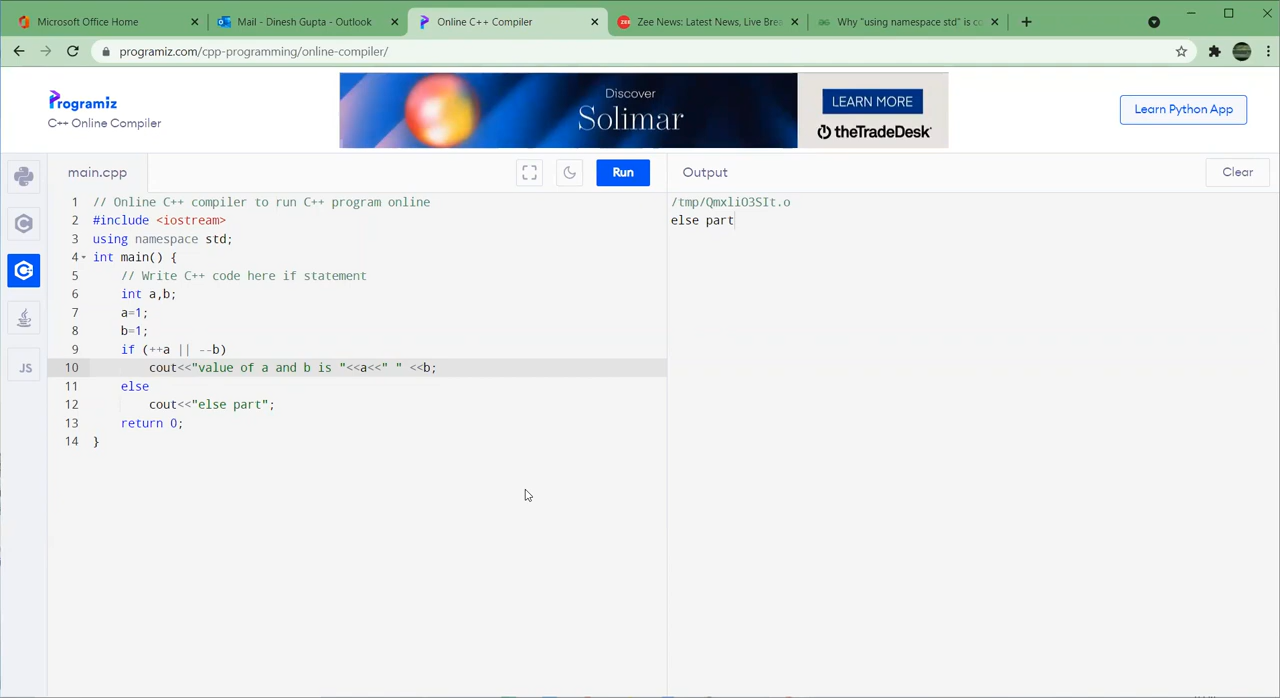 Microsoft Office Home
Mail - Dinesh Gupta - Outlook
Online C++ Compiler
Zee News: Latest News, Live Brea
Why "using namespace std" is co
programiz.com/cpp-programming/online-compiler/
Programiz
C++ Online Compiler
Discover
Solimar
LEARN MORE
theTradeDesk
Learn Python App
main.cpp
Run
Output
Clear
1 // Online C++ compiler to run C++ program online
2 #include <iostream>
3 using namespace std;
4 int main() {
5 // Write C++ code here if statement
6 int a,b;
7 a=1;
8 b=1;
9 if (++a || --b)
10 cout<<"value of a and b is "<<a<<" " <<b;
11 else
12 cout<<"else part";
13 return 0;
14 }
JS
/tmp/QmxliO3SIt.o
else part